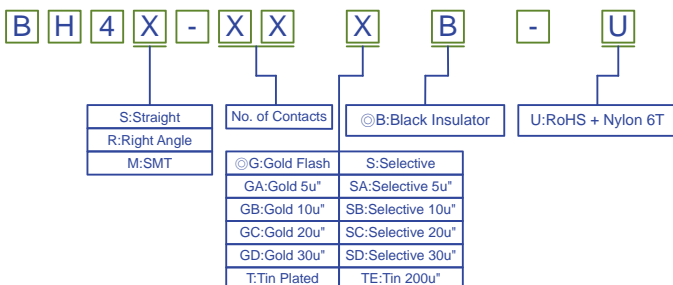 BH4X-XX X B - U
S:Straight
R:Right Angle
M:SMT
No. of Contacts
◎B:Black Insulator
U:RoHS + Nylon 6T
◎G:Gold Flash S:Selective
GA:Gold 5u" SA:Selective 5u"
GB:Gold 10u" SB:Selective 10u"
GC:Gold 20u" SC:Selective 20u"
GD:Gold 30u" SD:Selective 30u"
T:Tin Plated TE:Tin 200u"